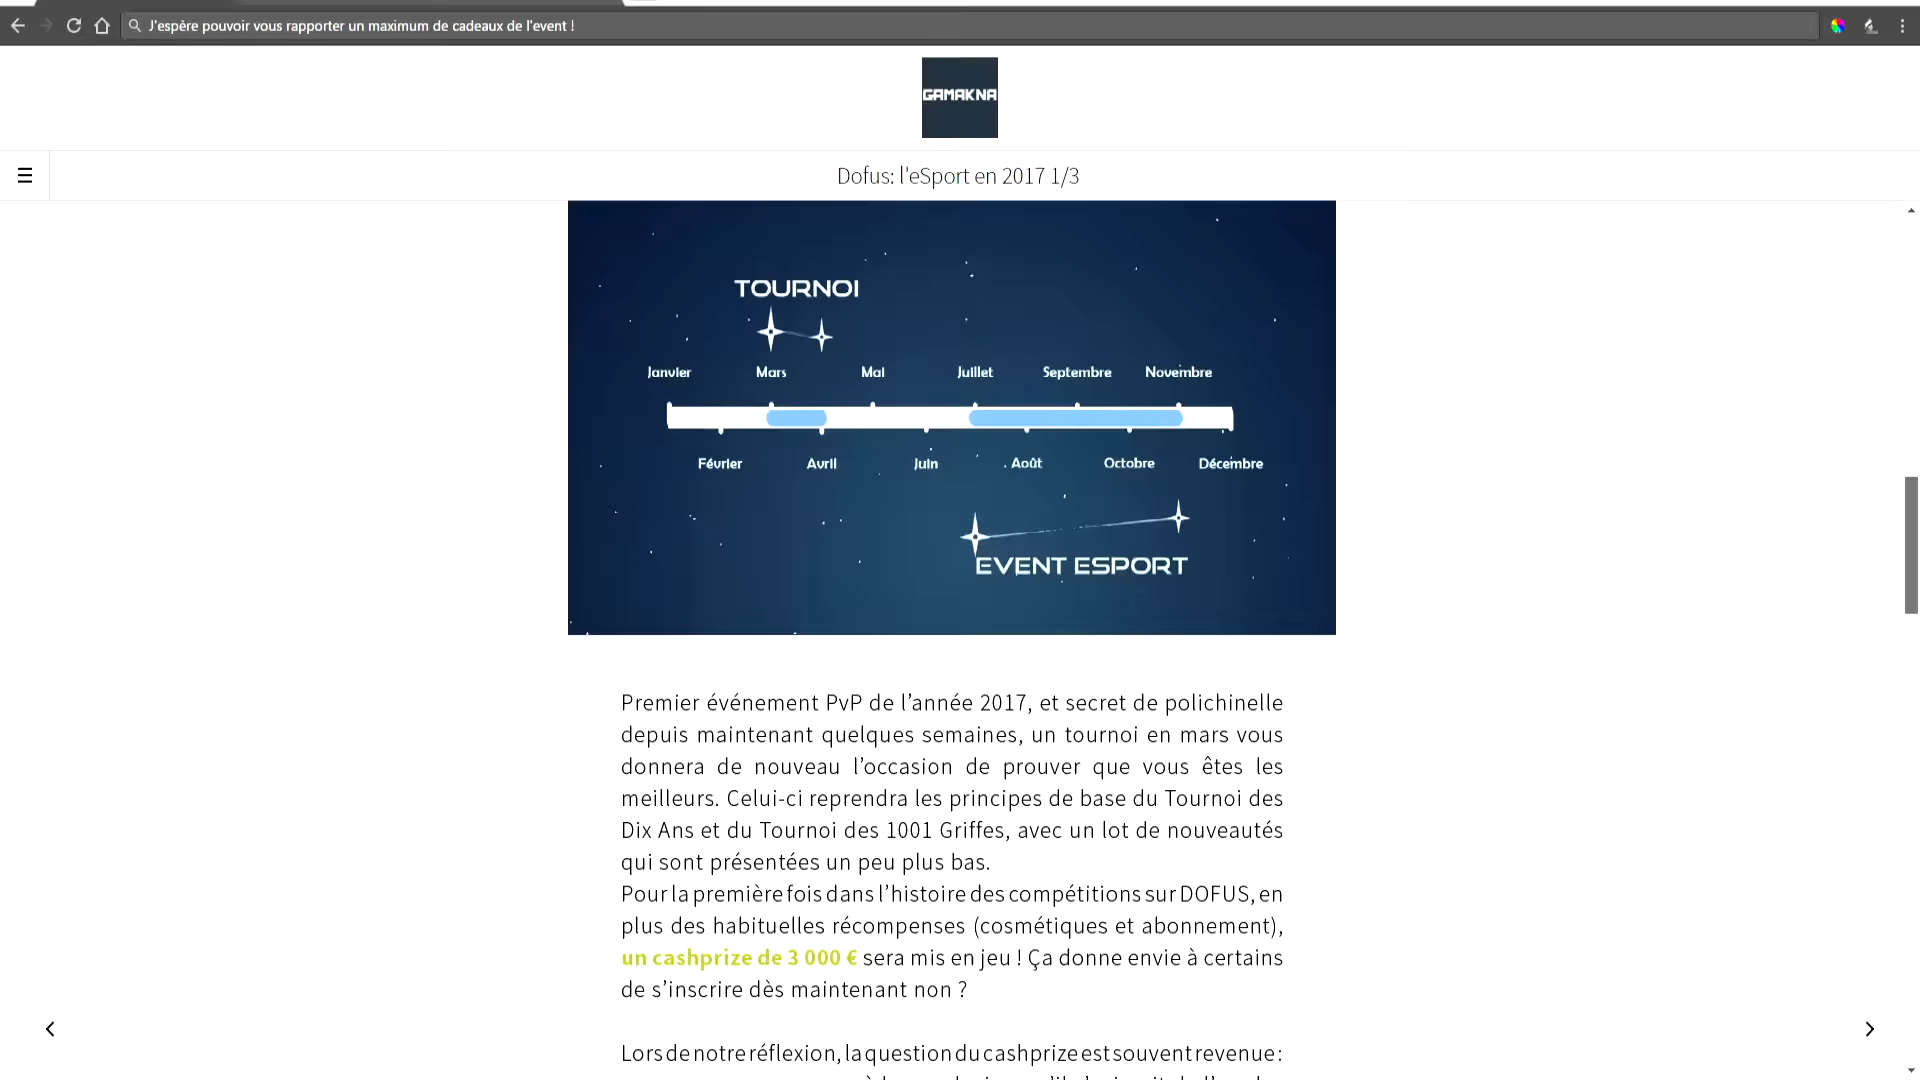 J'espère pouvoir vous rapporter un maximum de cadeaux de l'event !
GAMAKNA
Dofus: l'eSport en 2017 1/3
TOURNOI
Janvier Mars Mai Juillet Septembre Novembre
Février Avril Juin Août Octobre Décembre
EVENT ESPORT
Premier événement PvP de l’année 2017, et secret de polichinelle
depuis maintenant quelques semaines, un tournoi en mars vous
donnera de nouveau l’occasion de prouver que vous êtes les
meilleurs. Celui-ci reprendra les principes de base du Tournoi des
Dix Ans et du Tournoi des 1001 Griffes, avec un lot de nouveautés
qui sont présentées un peu plus bas.
Pour la première fois dans l’histoire des compétitions sur DOFUS, en
plus des habituelles récompenses (cosmétiques et abonnement),
un cashprize de 3 000 € sera mis en jeu ! Ça donne envie à certains
de s’inscrire dès maintenant non ?
Lors de notre réflexion, la question du cashprize est souvent revenue :